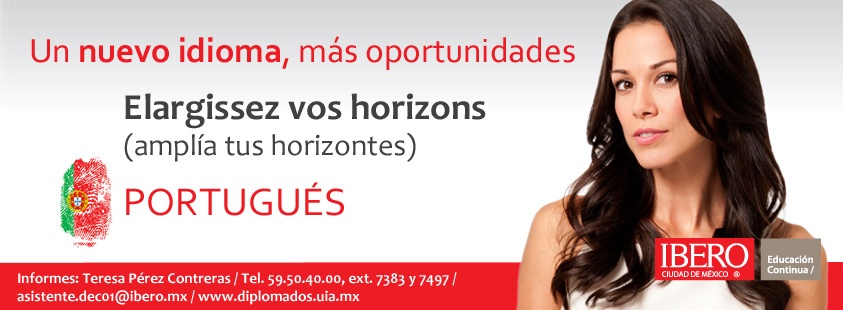 Un nuevo idioma, más oportunidades
Elargissez vos horizons
(amplía tus horizontes)
PORTUGUÉS
IBERO
CIUDAD DE MÉXICO ®
Educación
Continua /
Informes: Teresa Pérez Contreras / Tel. 59.50.40.00, ext. 7383 y 7497 /
asistente.dec01@ibero.mx / www.diplomados.uia.mx